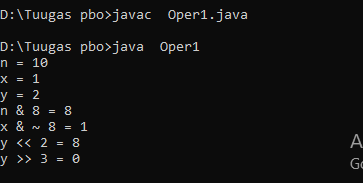 D:\Tuugas pbo>javac  Oper1.java
D:\Tuugas pbo>java  Oper1
n = 10
x = 1
y = 2
n & 8 = 8
x & ~ 8 = 1
y << 2 = 8
y >> 3 = 0